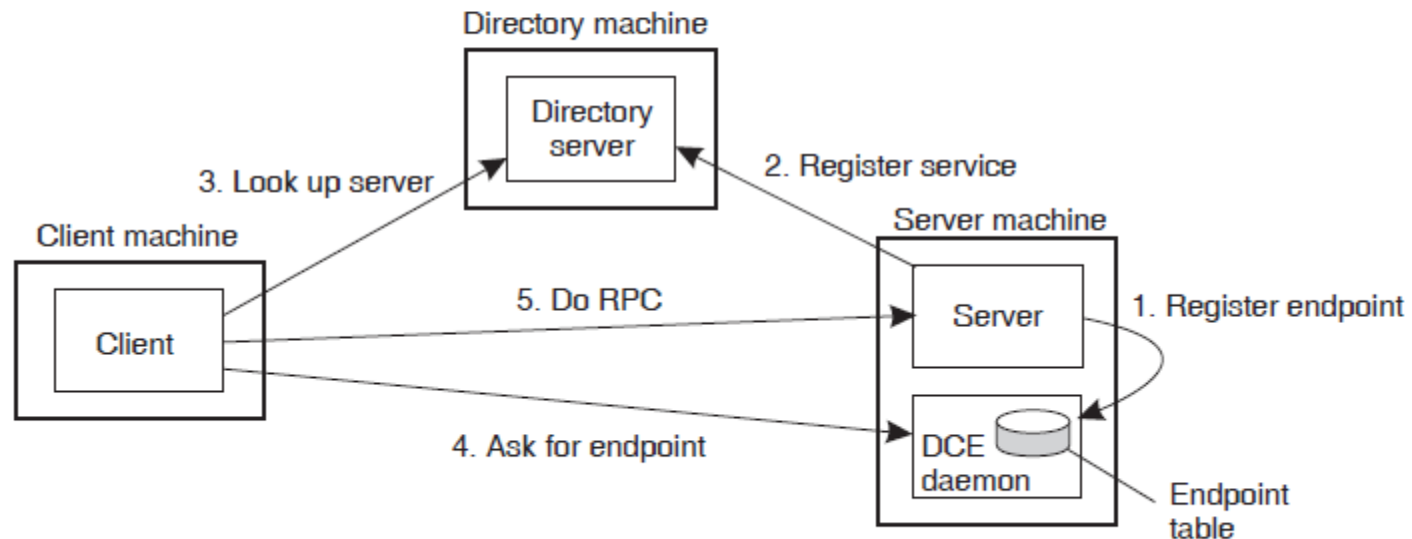 Directory machine
Directory
server
2. Register service
3. Look up server
Server machine
Client machine
5. Do RPC
1. Register endpoint
Server
Client
4. Ask for endpoint
DCE
daemon
Endpoint
table